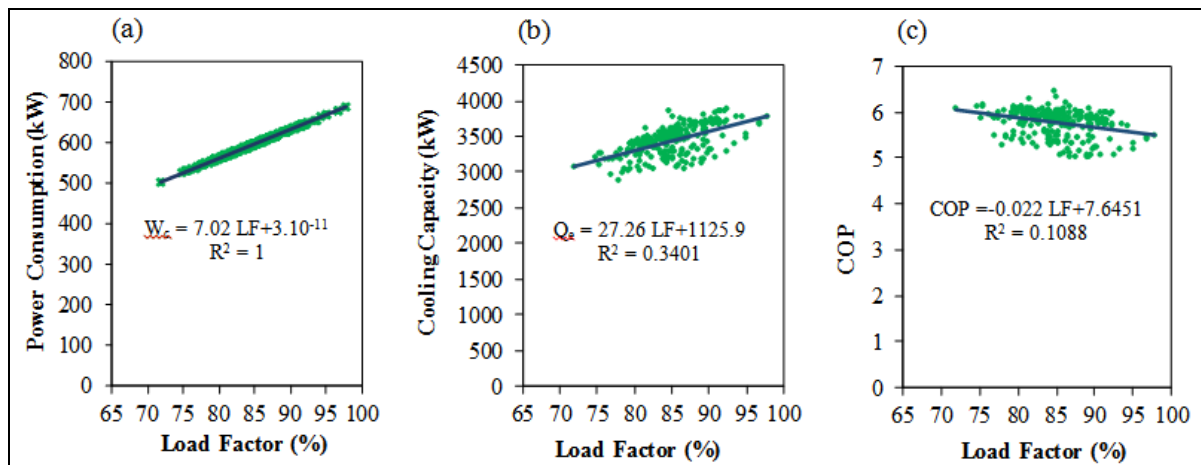 (a)
800
700
600
500
400
300
200
100
0
65 70 75 80 85 90 95 100
Power Consumption (kW)
Load Factor (%)
W_c = 7.02 LF+3.10⁻¹¹
R² = 1
(b)
4500
4000
3500
3000
2500
2000
1500
1000
500
0
65 70 75 80 85 90 95 100
Cooling Capacity (kW)
Load Factor (%)
Q_e = 27.26 LF+1125.9
R² = 0.3401
(c)
7
6
5
4
3
2
1
0
65 70 75 80 85 90 95 100
COP
Load Factor (%)
COP =-0.022 LF+7.6451
R² = 0.1088